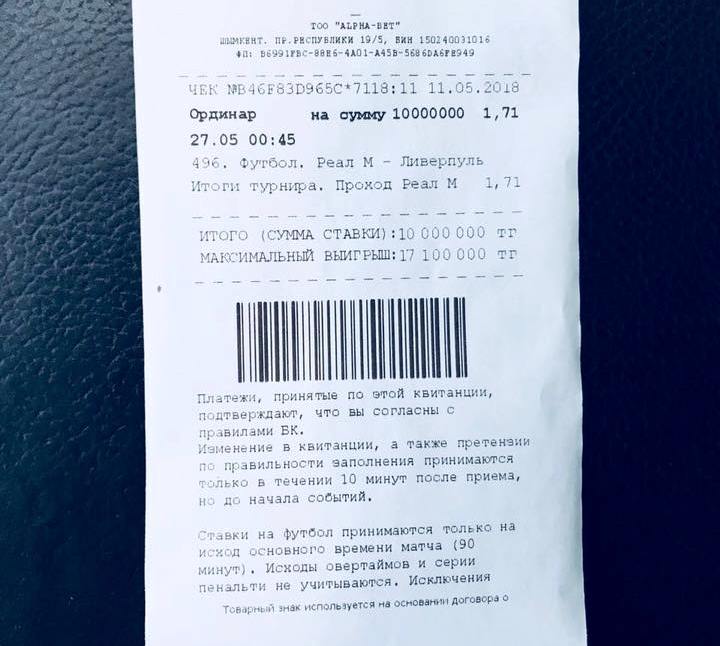 ТОО "ALPHA-BET"
ШЫМКЕНТ. ПР.РЕСПУБЛИКИ 19/5, БИН 150240031016
ФП: B6991FBC-88E6-4A01-A45B-5686DA6FE949
ЧЕК №B46F83D965C*7118:11 11.05.2018
Ординар на сумму 10000000 1,71
27.05 00:45
496. Футбол. Реал М - Ливерпуль
Итоги турнира. Проход Реал М 1,71
ИТОГО (СУММА СТАВКИ):10 000 000 тг
МАКСИМАЛЬНЫЙ ВЫИГРЫШ:17 100 000 тг
Платежи, принятые по этой квитанции,
подтверждают, что вы согласны с
правилами БК.
Изменение в квитанции, а также претензии
по правильности заполнения принимаются
только в течении 10 минут после приема,
но до начала событий.
Ставки на футбол принимаются только на
исход основного времени матча (90
минут). Исходы овертаймов и серии
пенальти не учитываются. Исключения
Товарный знак используется на основании договора о